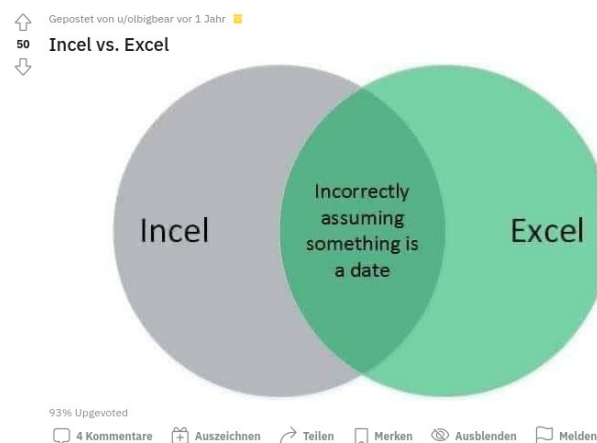 Gepostet von u/olbigbear vor 1 Jahr
50
Incel vs. Excel
Incel
Incorrectly
assuming
something is
a date
Excel
93% Upgevoted
4 Kommentare Auszeichnen Teilen Merken Ausblenden Melden